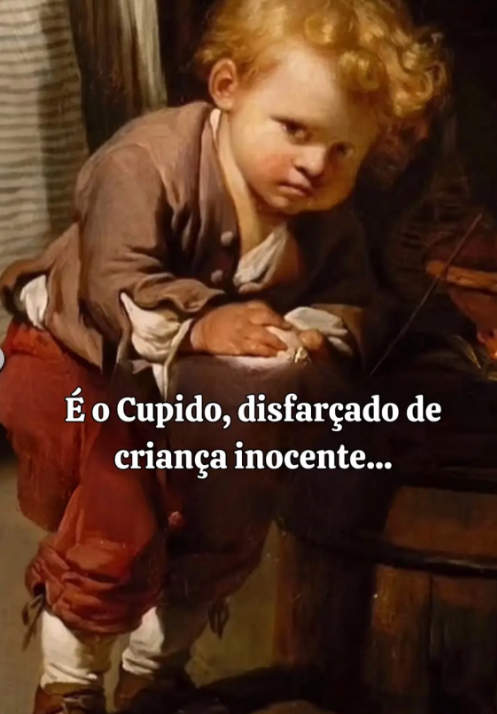 É o Cupido, disfarçado de
criança inocente...